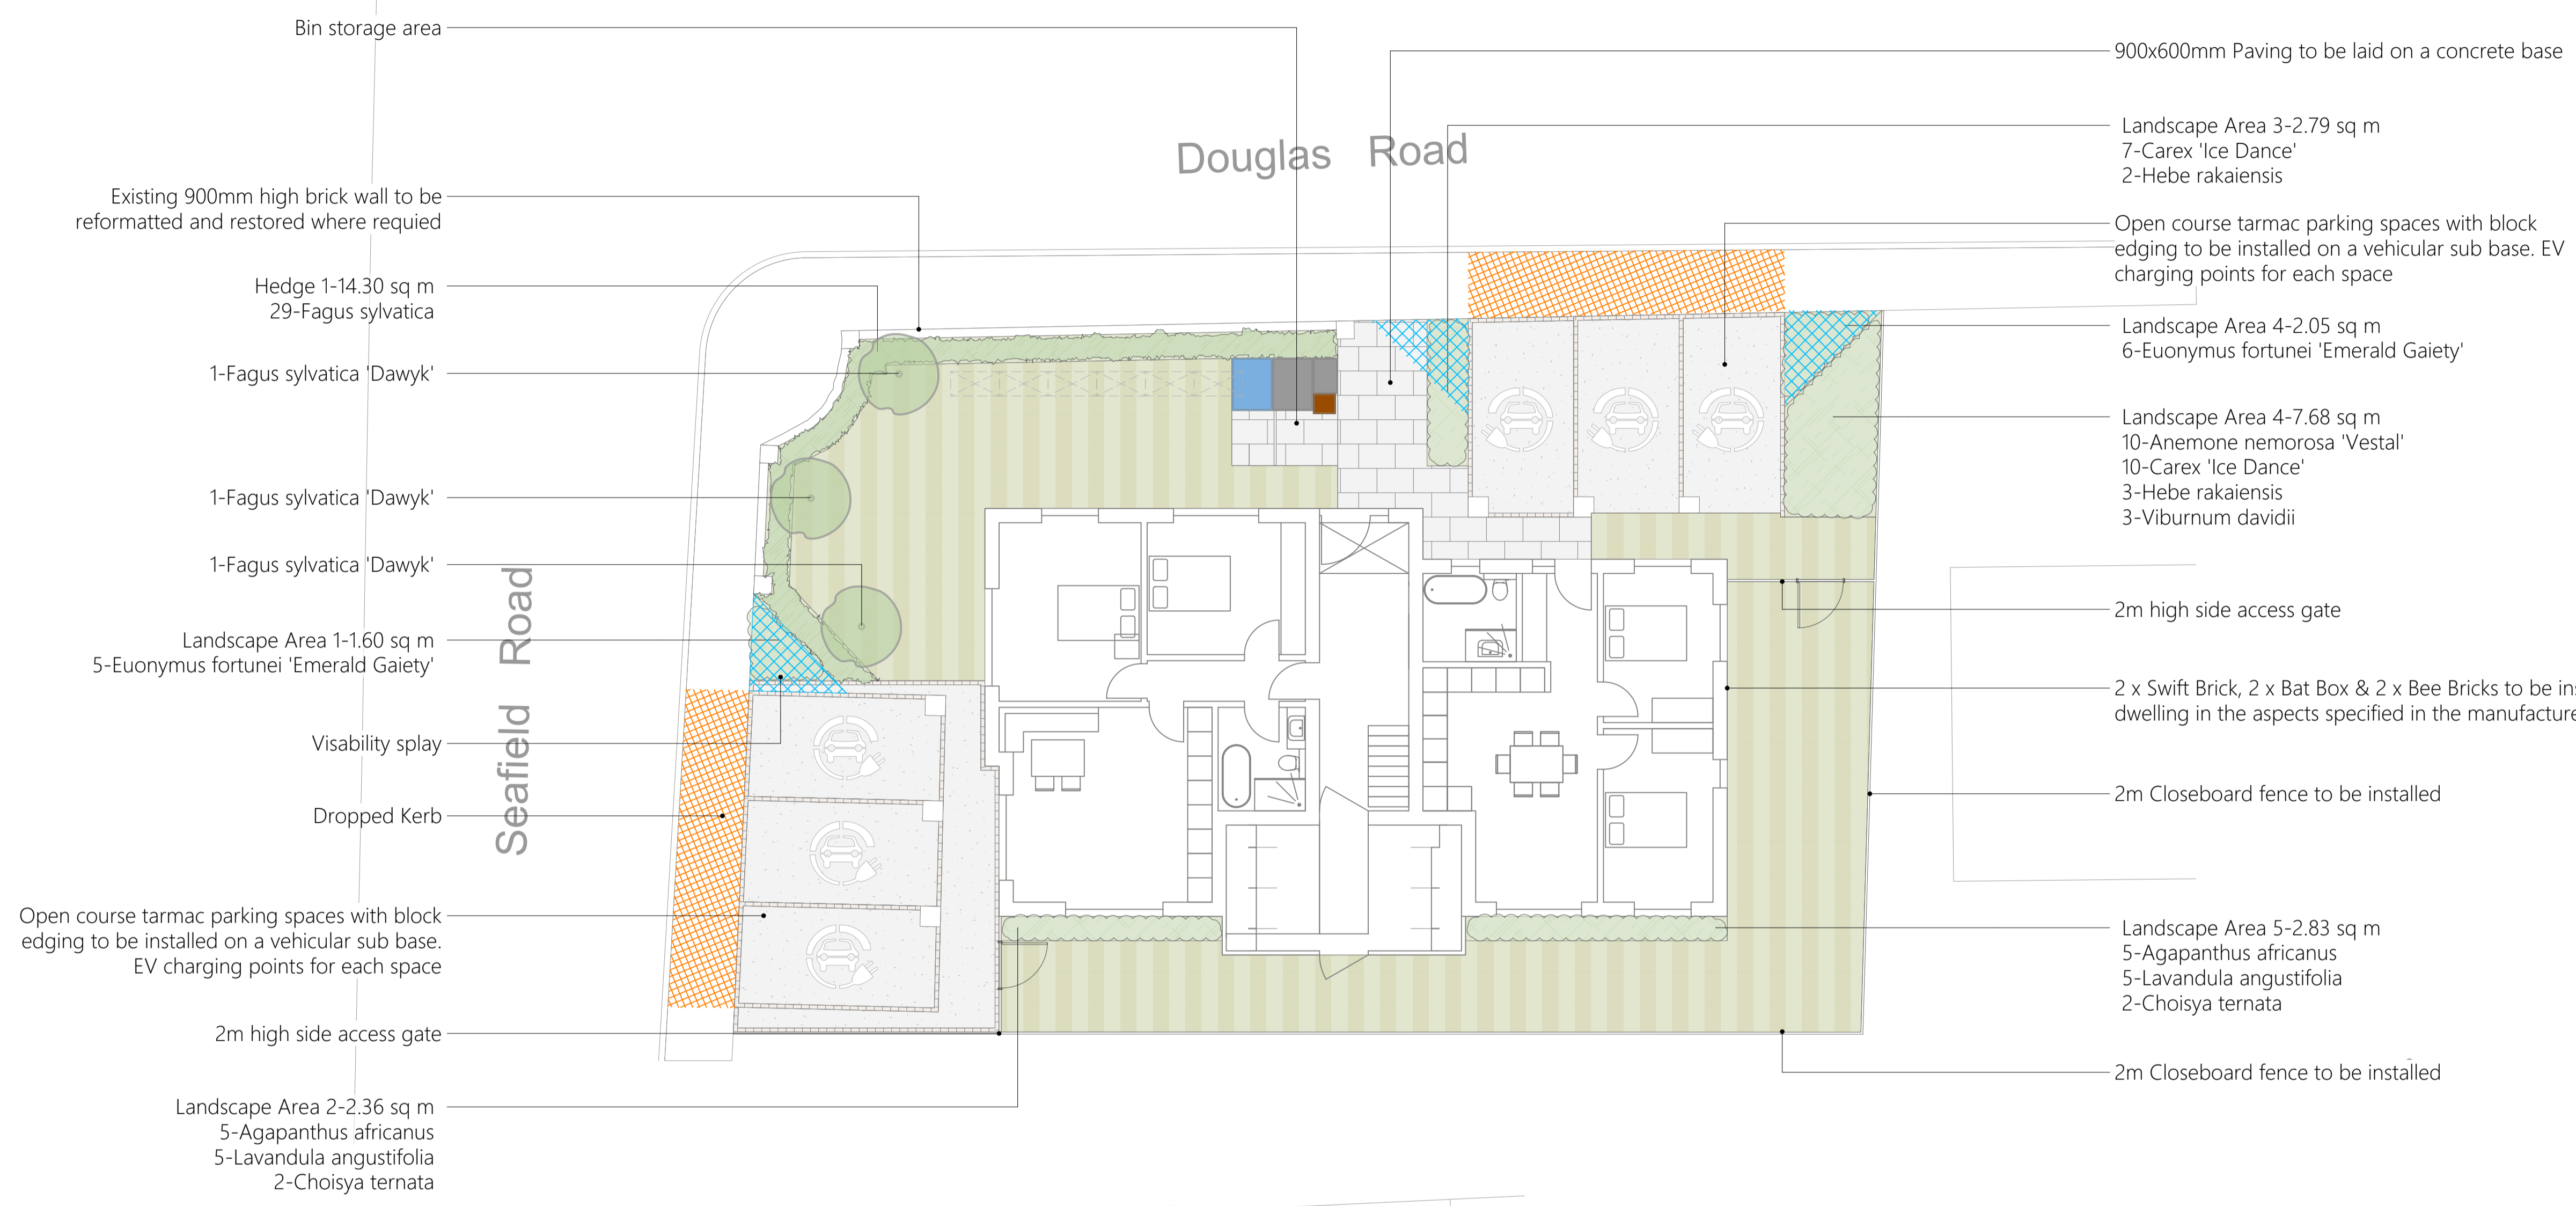 Bin storage area
Existing 900mm high brick wall to be
reformatted and restored where requied
Hedge 1-14.30 sq m
29-Fagus sylvatica
1-Fagus sylvatica 'Dawyk'
1-Fagus sylvatica 'Dawyk'
1-Fagus sylvatica 'Dawyk'
Landscape Area 1-1.60 sq m
5-Euonymus fortunei 'Emerald Gaiety'
Visability splay
Dropped Kerb
Open course tarmac parking spaces with block
edging to be installed on a vehicular sub base.
EV charging points for each space
2m high side access gate
Landscape Area 2-2.36 sq m
5-Agapanthus africanus
5-Lavandula angustifolia
2-Choisya ternata
Seafield Road
Douglas Road
900x600mm Paving to be laid on a concrete base
Landscape Area 3-2.79 sq m
7-Carex 'Ice Dance'
2-Hebe rakaiensis
Open course tarmac parking spaces with block
edging to be installed on a vehicular sub base. EV
charging points for each space
Landscape Area 4-2.05 sq m
6-Euonymus fortunei 'Emerald Gaiety'
Landscape Area 4-7.68 sq m
10-Anemone nemorosa 'Vestal'
10-Carex 'Ice Dance'
3-Hebe rakaiensis
3-Viburnum davidii
2m high side access gate
2 x Swift Brick, 2 x Bat Box & 2 x Bee Bricks to be
dwelling in the aspects specified in the
2m Closeboard fence to be installed
Landscape Area 5-2.83 sq m
5-Agapanthus africanus
5-Lavandula angustifolia
2-Choisya ternata
2m Closeboard fence to be installed